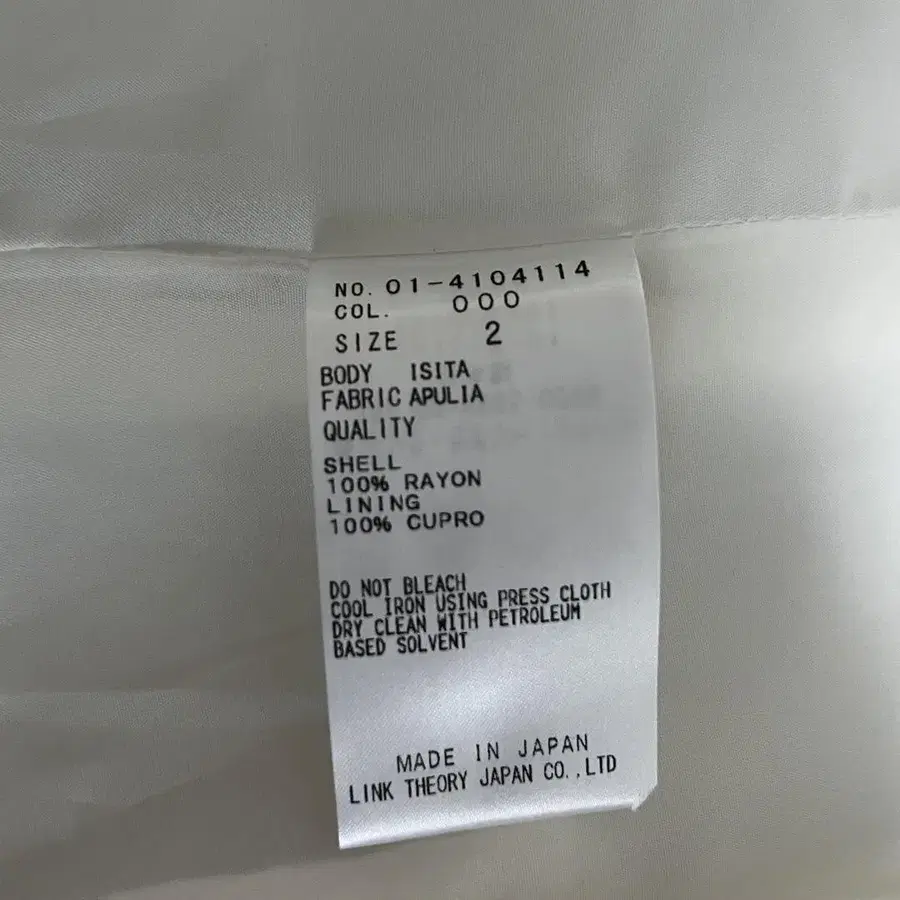 NO. 01-4104114
COL. 000
SIZE 2
BODY ISITA
FABRIC APULIA
QUALITY
SHELL
100% RAYON
LINING
100% CUPRO
DO NOT BLEACH
COOL IRON USING PRESS CLOTH
DRY CLEAN WITH PETROLEUM
BASED SOLVENT
MADE IN JAPAN
LINK THEORY JAPAN CO.,LTD